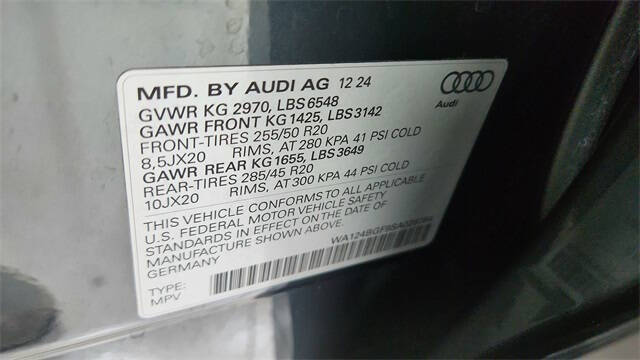 MFD. BY AUDI AG 12 24
Audi
GVWR KG 2970, LBS 6548
GAWR FRONT KG 1425, LBS 3142
FRONT-TIRES 255/50 R20
8,5JX20 RIMS, AT 280 KPA 41 PSI COLD
GAWR REAR KG 1655, LBS 3649
REAR-TIRES 285/45 R20
10JX20 RIMS, AT 300 KPA 44 PSI COLD
THIS VEHICLE CONFORMS TO ALL APPLICABLE
U.S. FEDERAL MOTOR VEHICLE SAFETY
STANDARDS IN EFFECT ON THE DATE OF
MANUFACTURE SHOWN ABOVE.
GERMANY
TYPE:
MPV